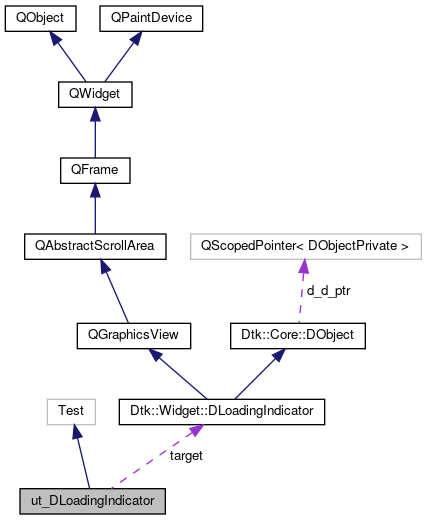 QObject
QPaintDevice
QWidget
QFrame
QAbstractScrollArea
QScopedPointer< DObjectPrivate >
d_d_ptr
QGraphicsView
Dtk::Core::DObject
Test
Dtk::Widget::DLoadingIndicator
target
ut_DLoadingIndicator